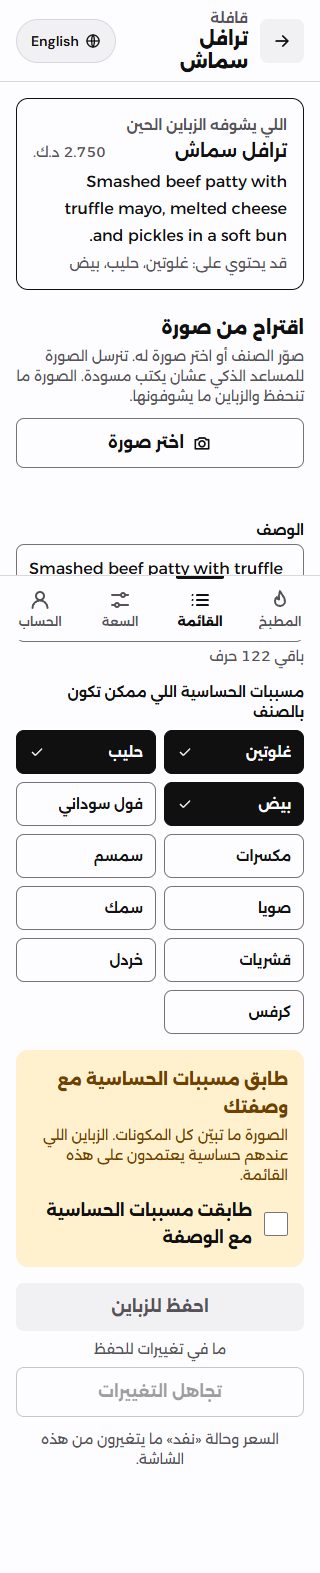 قافلة
ترافل
سماش
English
اللي يشوفه الزباين الحين
ترافل سماش
2.750 د.ك.
Smashed beef patty with
truffle mayo, melted cheese
and pickles in a soft bun.
قد يحتوي على: غلوتين، حليب، بيض
اقتراح من صورة
صوّر الصنف أو اختر صورة له. تنرسل الصورة
للمساعد الذكي عشان يكتب مسودة. الصورة ما
تنحفظ والزباين ما يشوفونها.
اختر صورة
الوصف
Smashed beef patty with truffle
المطبخ
القائمة
السعة
الحساب
باقي 122 حرف
مسببات الحساسية اللي ممكن تكون
بالصنف
غلوتين
حليب
بيض
فول سوداني
مكسرات
سمسم
صويا
سمك
قشريات
خردل
كرفس
طابق مسببات الحساسية مع
وصفتك
الصورة ما تبيّن كل المكونات. الزباين اللي
عندهم حساسية يعتمدون على هذه
القائمة.
طابقت مسببات الحساسية
مع الوصفة
احفظ للزباين
ما في تغييرات للحفظ
تجاهل التغييرات
السعر وحالة «نفد» ما يتغيرون من هذه
الشاشة.